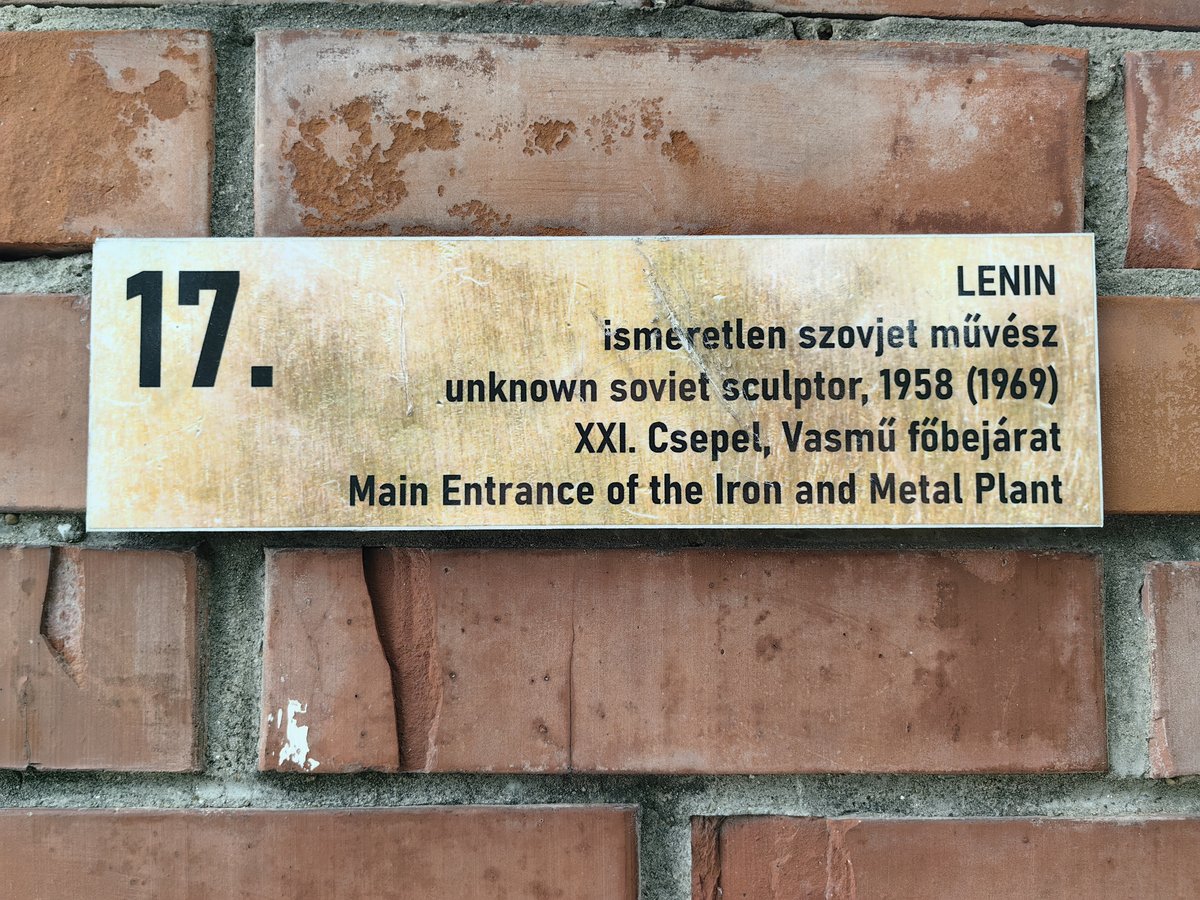 17.
LENIN
ismeretlen szovjet művész
unknown soviet sculptor, 1958 (1969)
XXI. Csepel, Vasmű főbejárat
Main Entrance of the Iron and Metal Plant